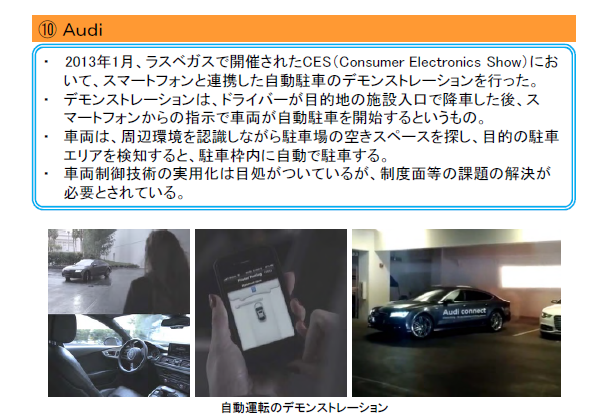 ⑩ Audi
・ 2013年1月、ラスベガスで開催されたCES（Consumer Electronics Show）にお
いて、スマートフォンと連携した自動駐車のデモンストレーションを行った。
・ デモンストレーションは、ドライバーが目的地の施設入口で降車した後、ス
マートフォンからの指示で車両が自動駐車を開始するというもの。
・ 車両は、周辺環境を認識しながら駐車場の空きスペースを探し、目的の駐車
エリアを検知すると、駐車枠内に自動で駐車する。
・ 車両制御技術の実用化は目処がついているが、制度面等の課題の解決が
必要とされている。
Audi connect
自動運転のデモンストレーション